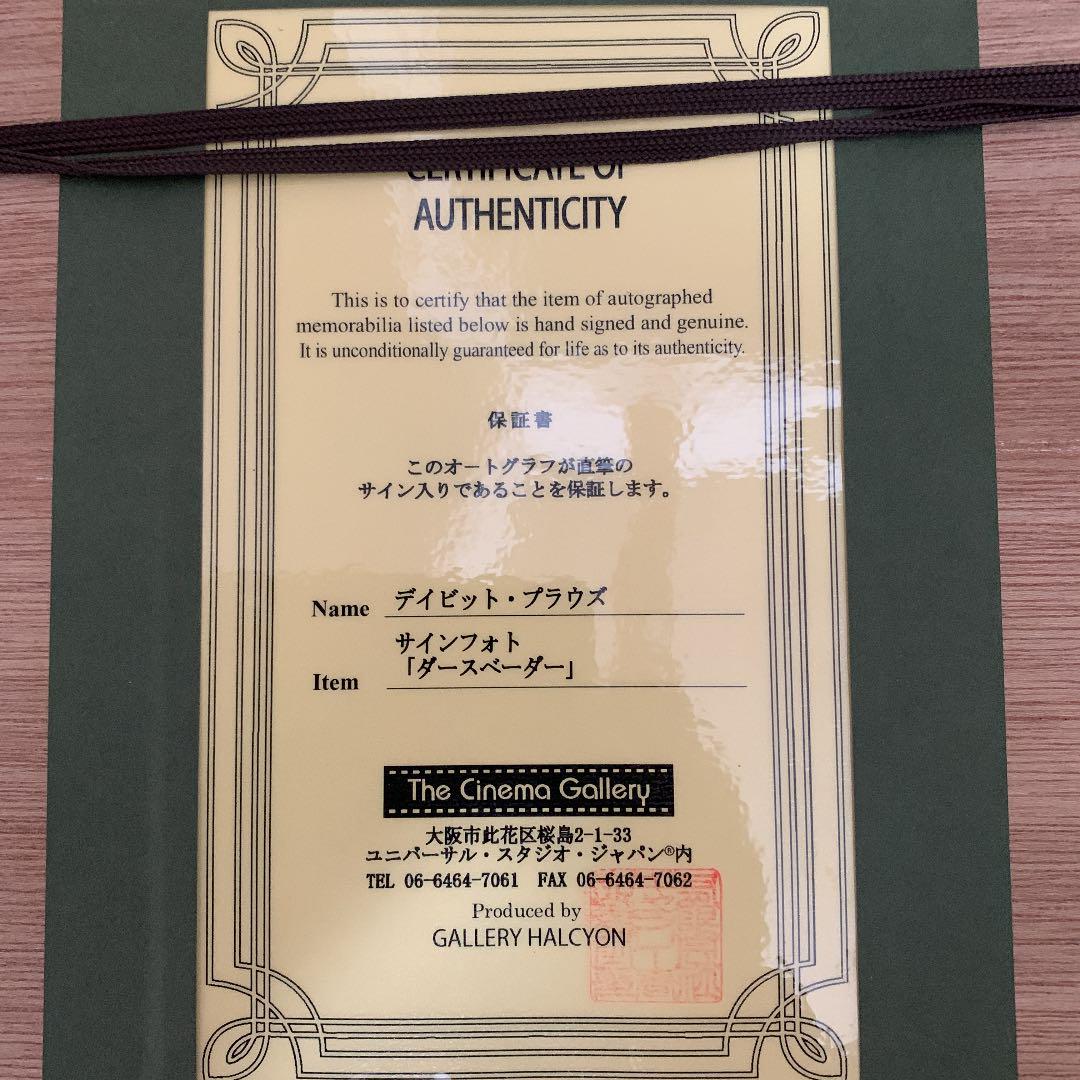 CERTIFICATE OF
AUTHENTICITY
This is to certify that the item of autographed
memorabilia listed below is hand signed and genuine.
It is unconditionally guaranteed for life as to its authenticity.
保証書
このオートグラフが直筆の
サイン入りであることを保証します。
Name デイビット・プラウズ
サインフォト
Item 「ダースベーダー」
The Cinema Gallery
大阪市此花区桜島2-1-33
ユニバーサル・スタジオ・ジャパン®内
TEL 06-6464-7061 FAX 06-6464-7062
Produced by
GALLERY HALCYON